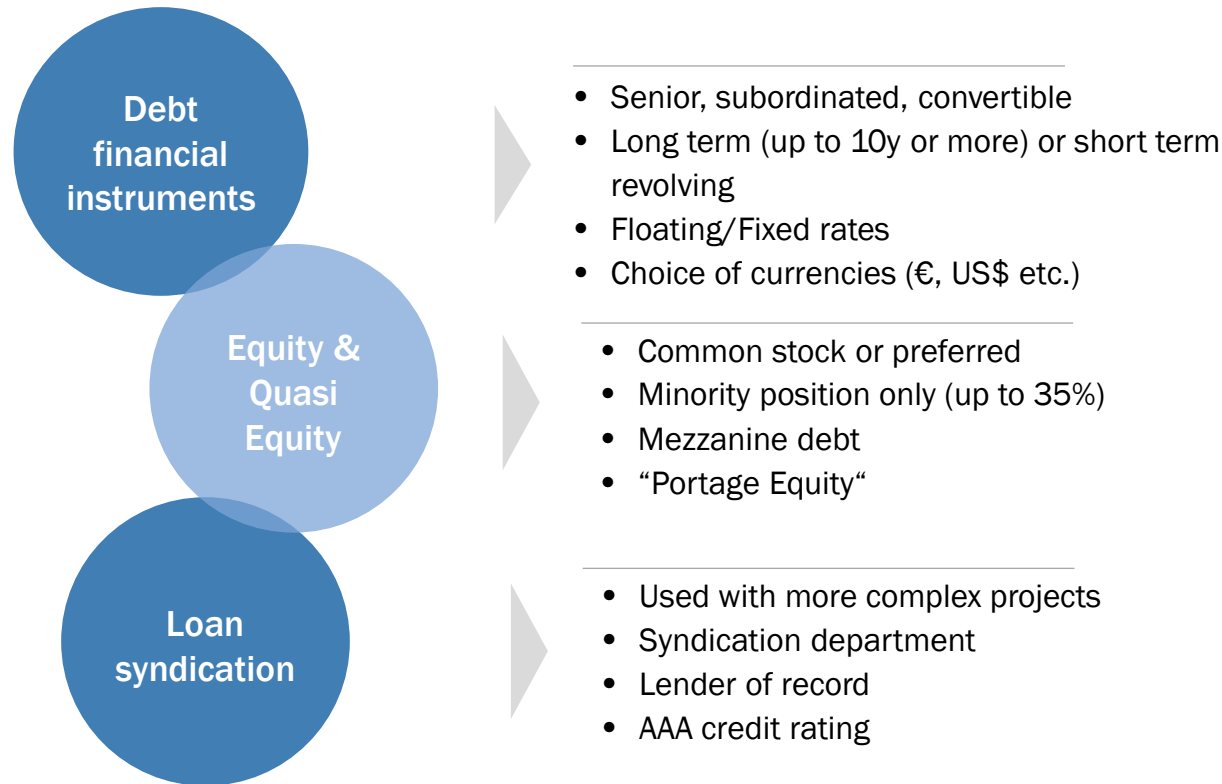 Debt
financial
instruments
• Senior, subordinated, convertible
• Long term (up to 10y or more) or short term
revolving
• Floating/Fixed rates
• Choice of currencies (€, US$ etc.)
Equity &
Quasi
Equity
• Common stock or preferred
• Minority position only (up to 35%)
• Mezzanine debt
• “Portage Equity“
Loan
syndication
• Used with more complex projects
• Syndication department
• Lender of record
• AAA credit rating